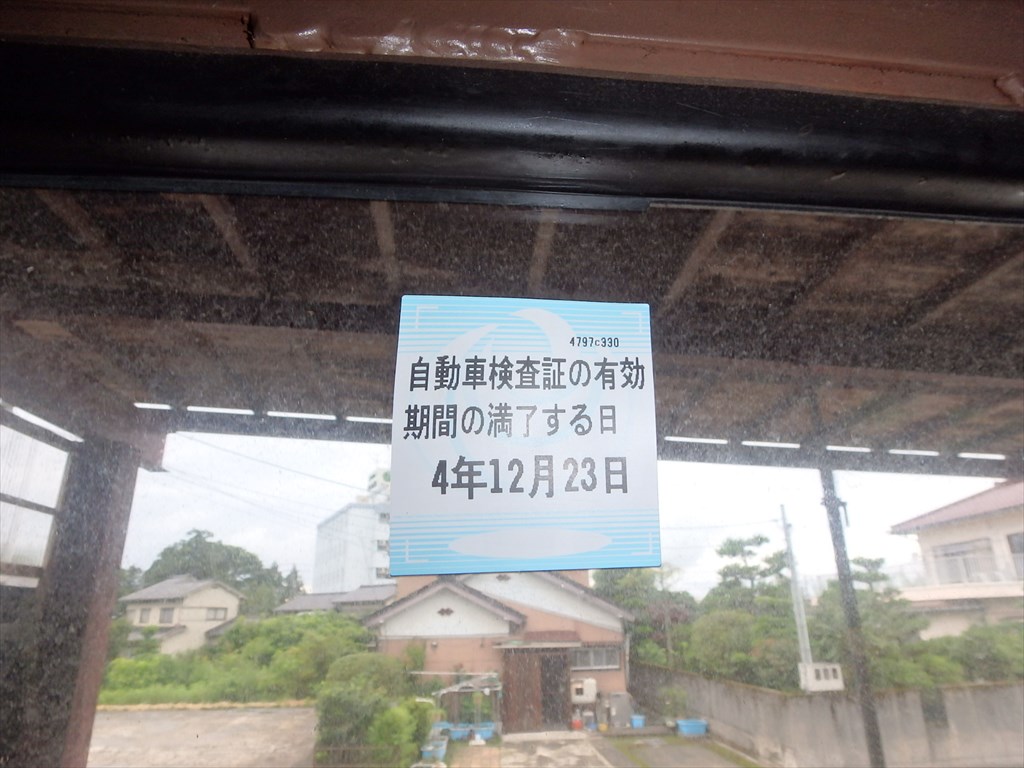 4797c330
自動車検査証の有効
期間の満了する日
4年12月23日